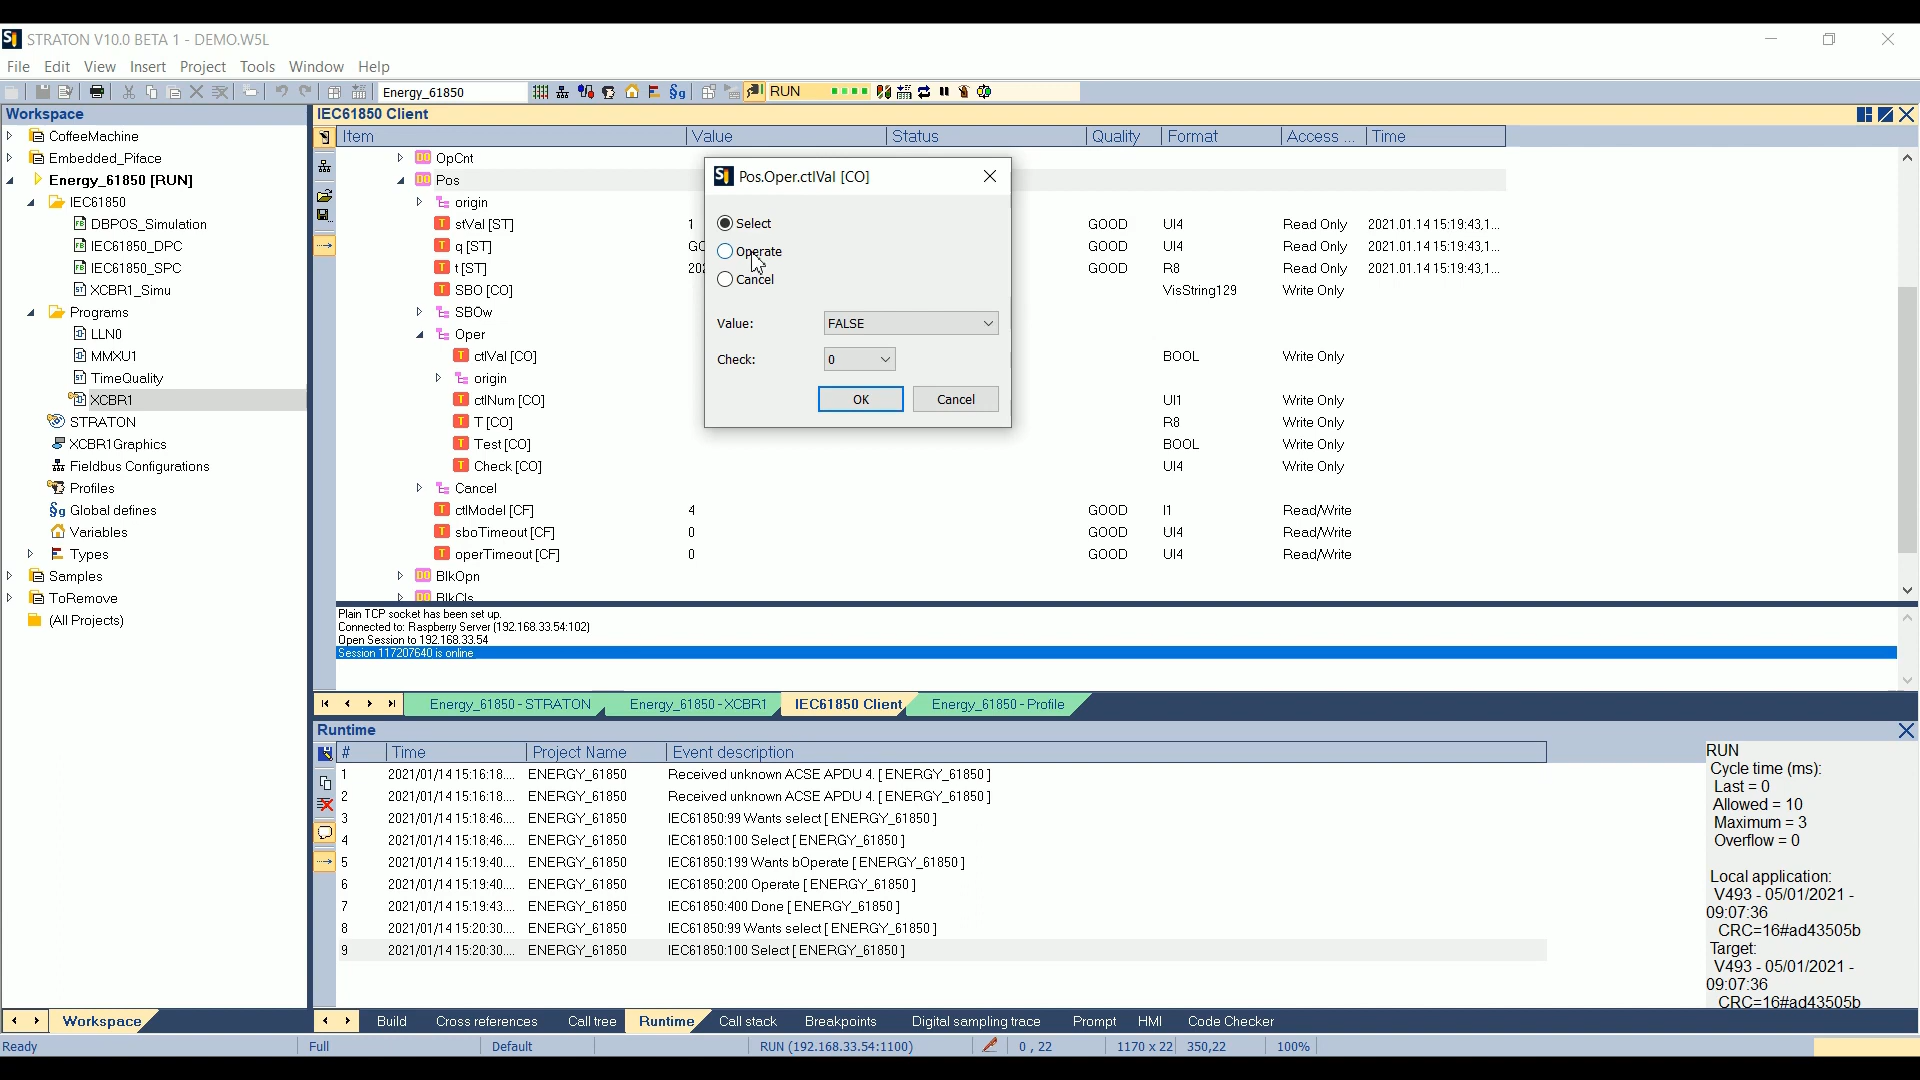 STRATON V10.0 BETA 1 - DEMO.W5L
File Edit View Insert Project Tools Window Help
Energy_61850 RUN
Workspace
CoffeeMachine
Embedded_Piface
Energy_61850 [RUN]
IEC61850
DBPOS_Simulation
IEC61850_DPC
IEC61850_SPC
XCBR1_Simu
Programs
LLN0
MMXU1
TimeQuality
XCBR1
STRATON
XCBR1Graphics
Fieldbus Configurations
Profiles
Global defines
Variables
Types
Samples
ToRemove
(All Projects)
Workspace
IEC61850 Client
Item Value Status Quality Format Access ... Time
OpCnt
Pos
origin
stVal [ST] 1 GOOD UI4 Read Only 2021.01.14 15:19:43,1...
q [ST] GOOD UI4 Read Only 2021.01.14 15:19:43,1...
t [ST] GOOD R8 Read Only 2021.01.14 15:19:43,1...
SBO [CO] VisString129 Write Only
SBOw
Oper
ctlVal [CO] BOOL Write Only
origin
ctlNum [CO] UI1 Write Only
T [CO] R8 Write Only
Test [CO] BOOL Write Only
Check [CO] UI4 Write Only
Cancel
ctlModel [CF] 4 GOOD I1 Read/Write
sboTimeout [CF] 0 GOOD UI4 Read/Write
operTimeout [CF] 0 GOOD UI4 Read/Write
BlkOpn
BlkCls
Pos.Oper.ctlVal [CO]
Select
Operate
Cancel
Value: FALSE
Check: 0
OK Cancel
Plain TCP socket has been set up.
Connected to: Raspberry Server (192.168.33.54:102)
Open Session to 192.168.33.54
Session 117207640 is online
Energy_61850 - STRATON Energy_61850 - XCBR1 IEC61850 Client Energy_61850 - Profile
Runtime
# Time Project Name Event description
1 2021/01/14 15:16:18.... ENERGY_61850 Received unknown ACSE APDU 4. [ ENERGY_61850 ]
2 2021/01/14 15:16:18.... ENERGY_61850 Received unknown ACSE APDU 4. [ ENERGY_61850 ]
3 2021/01/14 15:18:46.... ENERGY_61850 IEC61850:99 Wants select [ ENERGY_61850 ]
4 2021/01/14 15:18:46.... ENERGY_61850 IEC61850:100 Select [ ENERGY_61850 ]
5 2021/01/14 15:19:40.... ENERGY_61850 IEC61850:199 Wants bOperate [ ENERGY_61850 ]
6 2021/01/14 15:19:40.... ENERGY_61850 IEC61850:200 Operate [ ENERGY_61850 ]
7 2021/01/14 15:19:43.... ENERGY_61850 IEC61850:400 Done [ ENERGY_61850 ]
8 2021/01/14 15:20:30.... ENERGY_61850 IEC61850:99 Wants select [ ENERGY_61850 ]
9 2021/01/14 15:20:30.... ENERGY_61850 IEC61850:100 Select [ ENERGY_61850 ]
RUN
Cycle time (ms):
Last = 0
Allowed = 10
Maximum = 3
Overflow = 0
Local application:
V493 - 05/01/2021 -
09:07:36
CRC=16#ad43505b
Target:
V493 - 05/01/2021 -
09:07:36
CRC=16#ad43505b
Build Cross references Call tree Runtime Call stack Breakpoints Digital sampling trace Prompt HMI Code Checker
Ready Full Default RUN (192.168.33.54:1100) 0 , 22 1170 x 22 350,22 100%